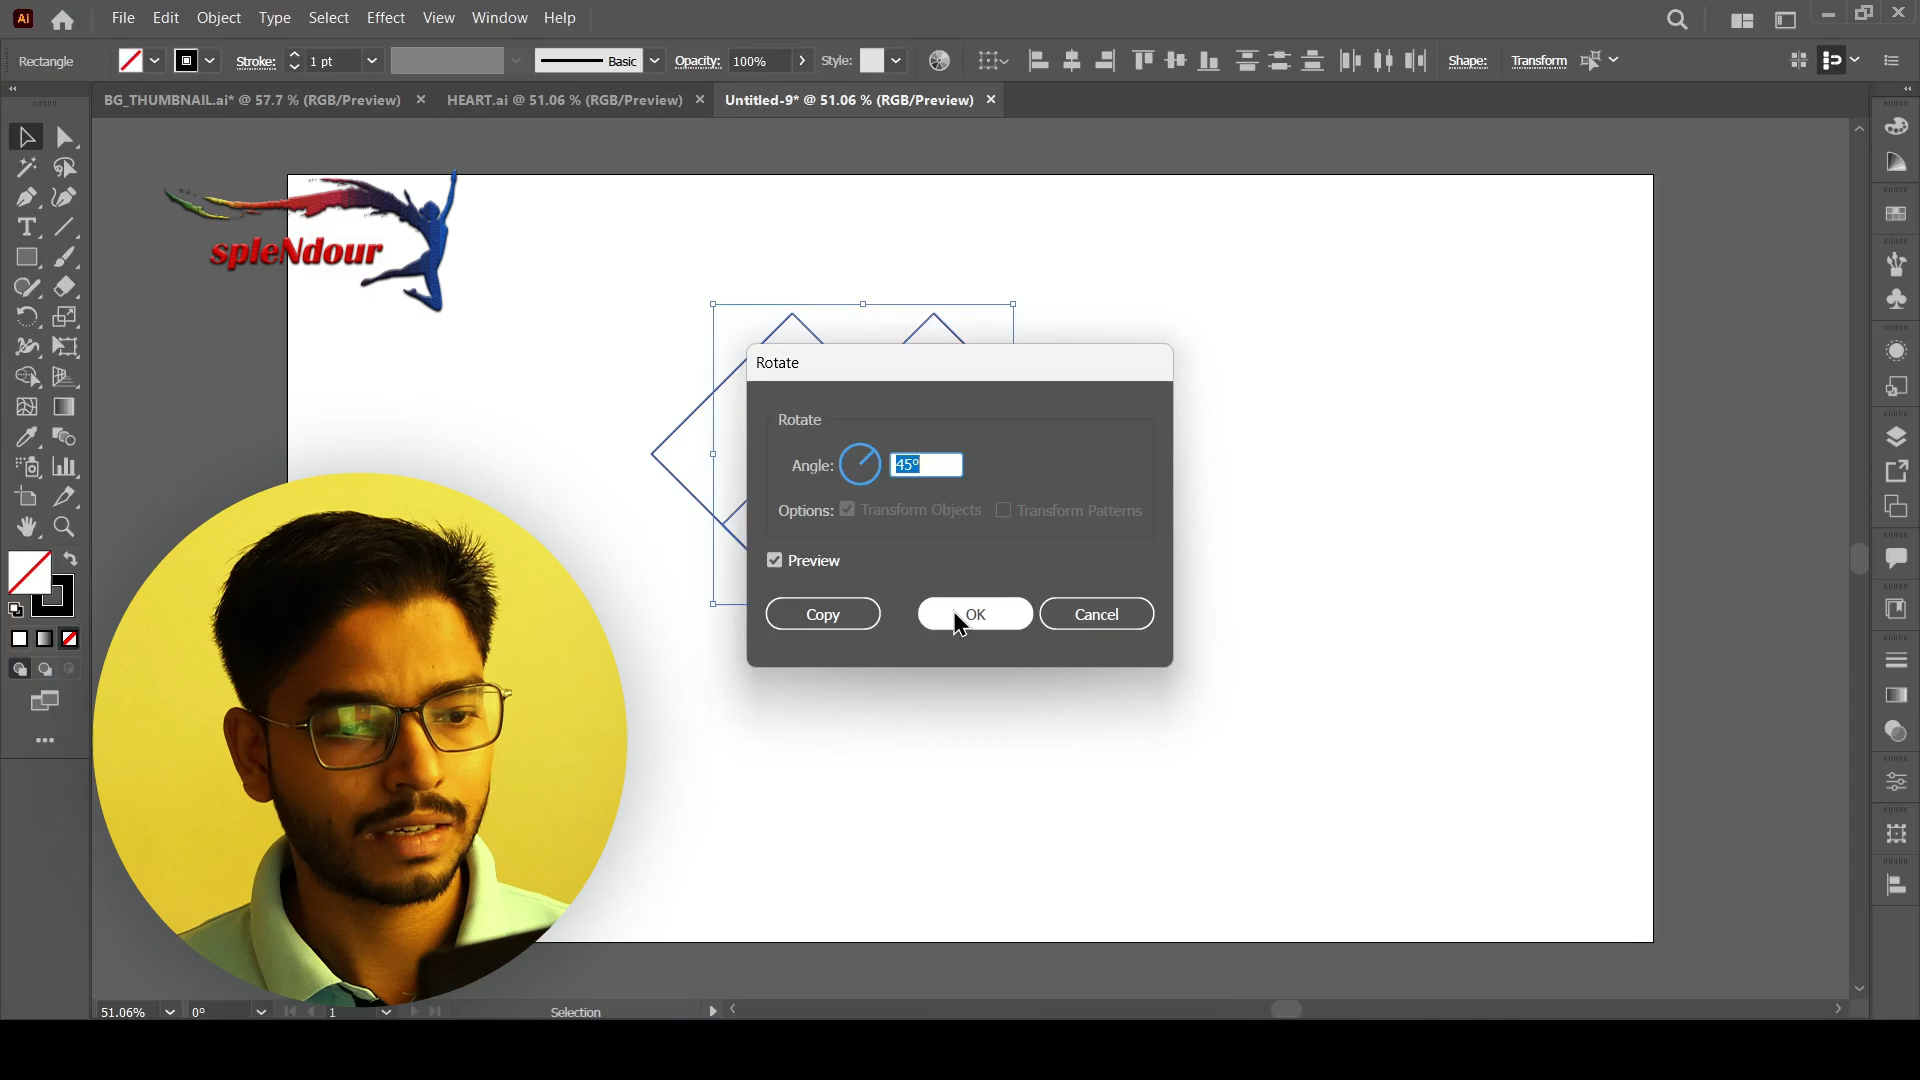 Ai
File Edit Object Type Select Effect View Window Help
Rectangle Stroke: 1 pt Basic Opacity: 100% Style: Shape: Transform
BG_THUMBNAIL.ai* @ 57.7 % (RGB/Preview) HEART.ai @ 51.06 % (RGB/Preview) Untitled-9* @ 51.06 % (RGB/Preview)
spleNdour
Rotate
Rotate
Angle: 45°
Options: Transform Objects Transform Patterns
Preview
Copy OK Cancel
51.06% 0° 1 Selection